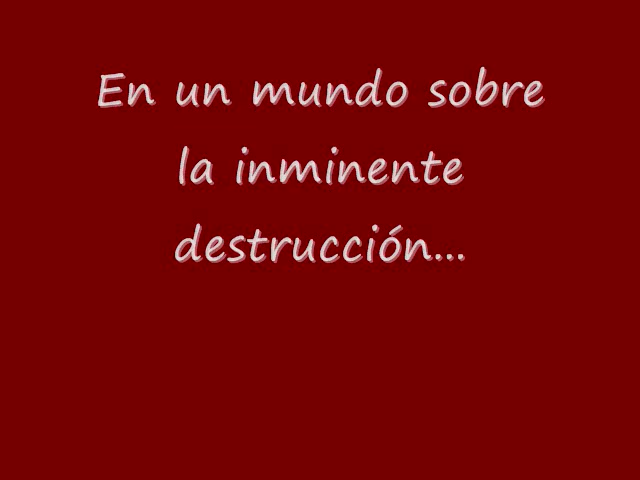 En un mundo sobre
la inminente
destrucción...